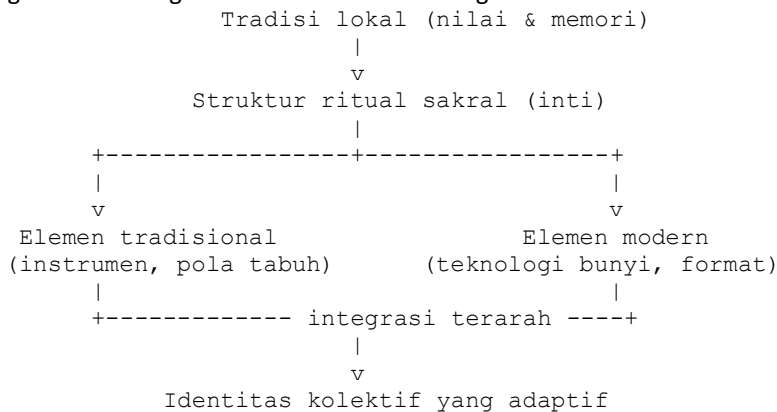 Tradisi lokal (nilai & memori)
|
v
Struktur ritual sakral (inti)
|
+-----------------+-----------------+
| |
v v
Elemen tradisional Elemen modern
(instrumen, pola tabuh) (teknologi bunyi, format)
| |
+------------- integrasi terarah ----+
|
v
Identitas kolektif yang adaptif